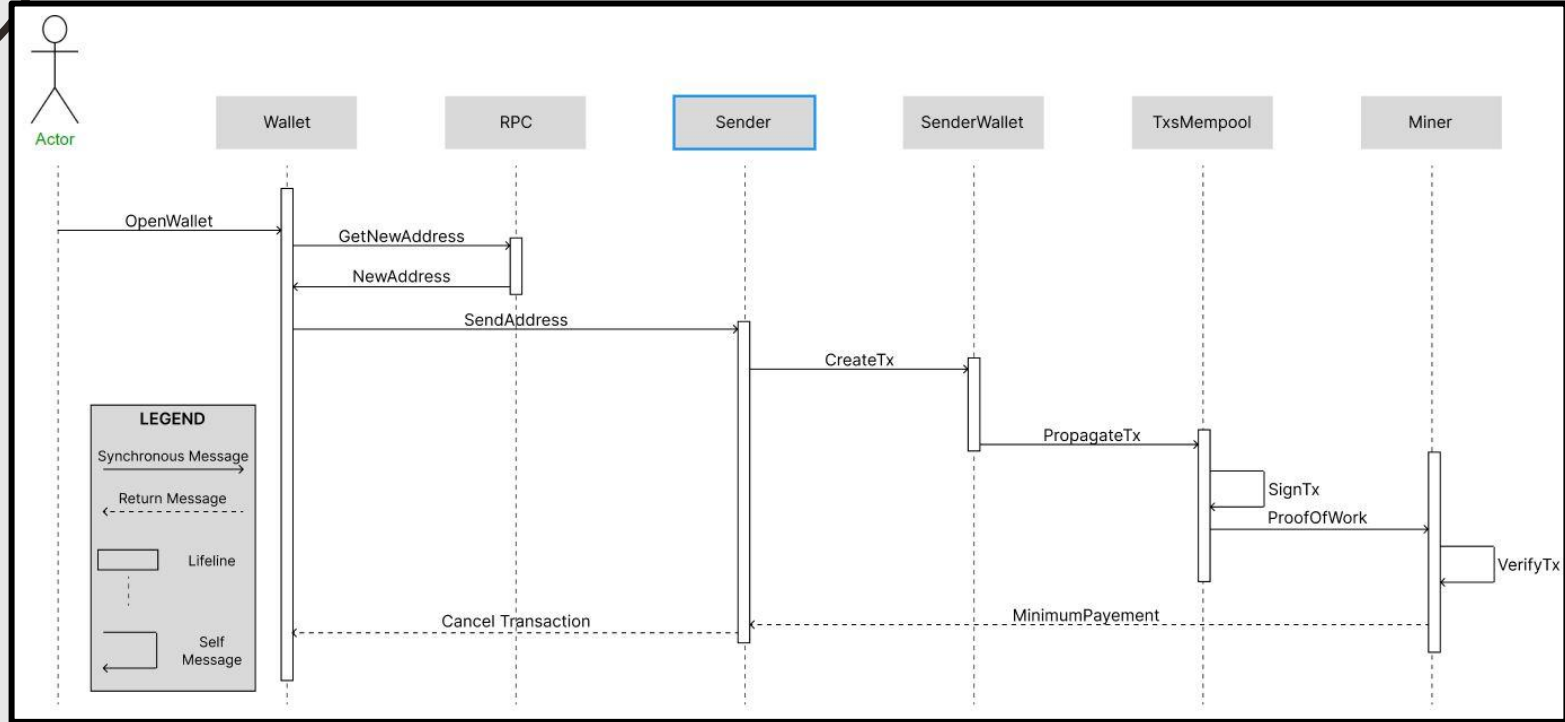 Actor
Wallet
RPC
Sender
SenderWallet
TxsMempool
Miner
OpenWallet
GetNewAddress
NewAddress
SendAddress
CreateTx
PropagateTx
SignTx
ProofOfWork
VerifyTx
MinimumPayement
Cancel Transaction
LEGEND
Synchronous Message
Return Message
Lifeline
Self
Message